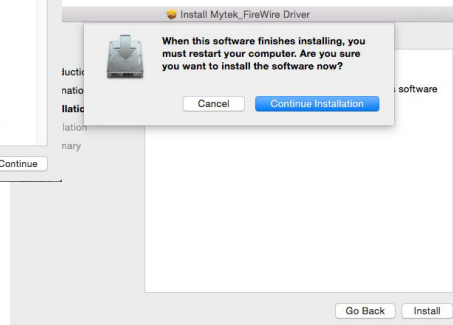 Install Mytek_FireWire Driver
When this software finishes installing, you
must restart your computer. Are you sure
you want to install the software now?
Cancel
Continue Installation
software
Continue
Go Back
Install